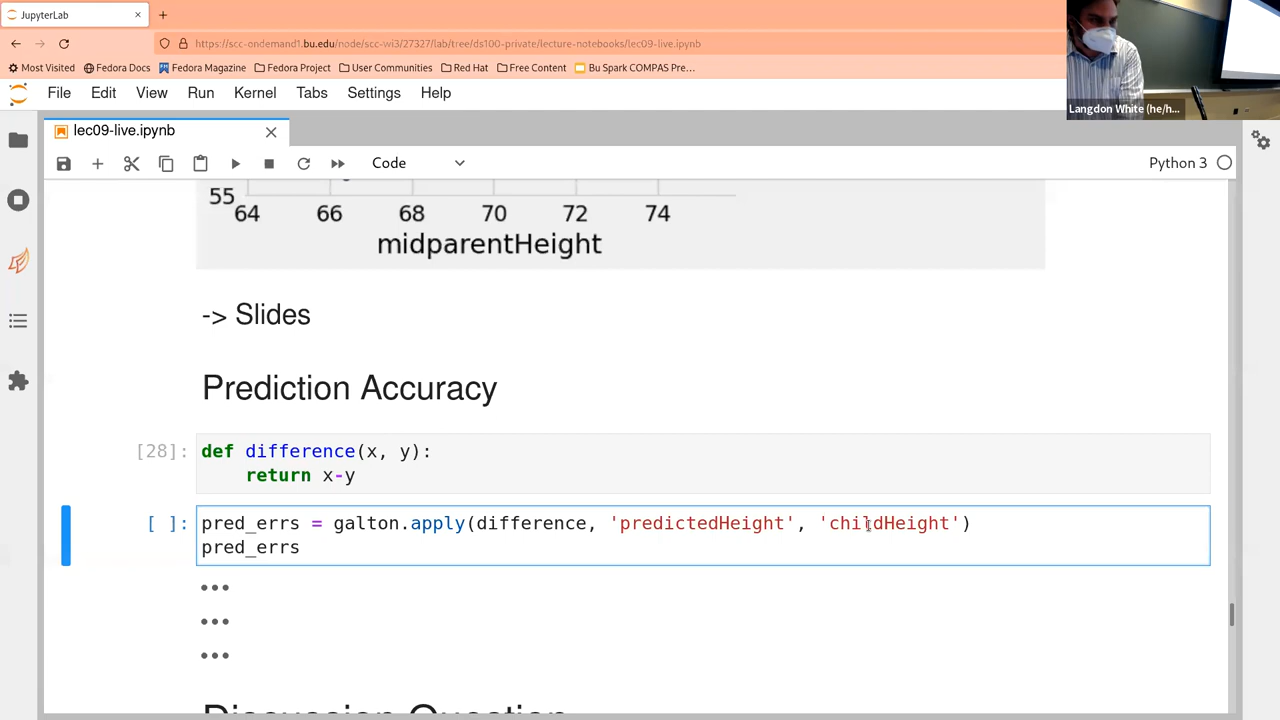 JupyterLab
https://scc-ondemand1.bu.edu/node/scc-wi3/27327/lab/tree/ds100-private/lecture-notebooks/lec09-live.ipynb
Most Visited Fedora Docs Fedora Magazine Fedora Project User Communities Red Hat Free Content Bu Spark COMPAS Pre...
Langdon White (he/h...
File Edit View Run Kernel Tabs Settings Help
lec09-live.ipynb
Code Python 3
55
64 66 68 70 72 74
midparentHeight
-> Slides
Prediction Accuracy
[28]: def difference(x, y):
return x-y
[ ]: pred_errs = galton.apply(difference, 'predictedHeight', 'childHeight')
pred_errs
Discussion Question